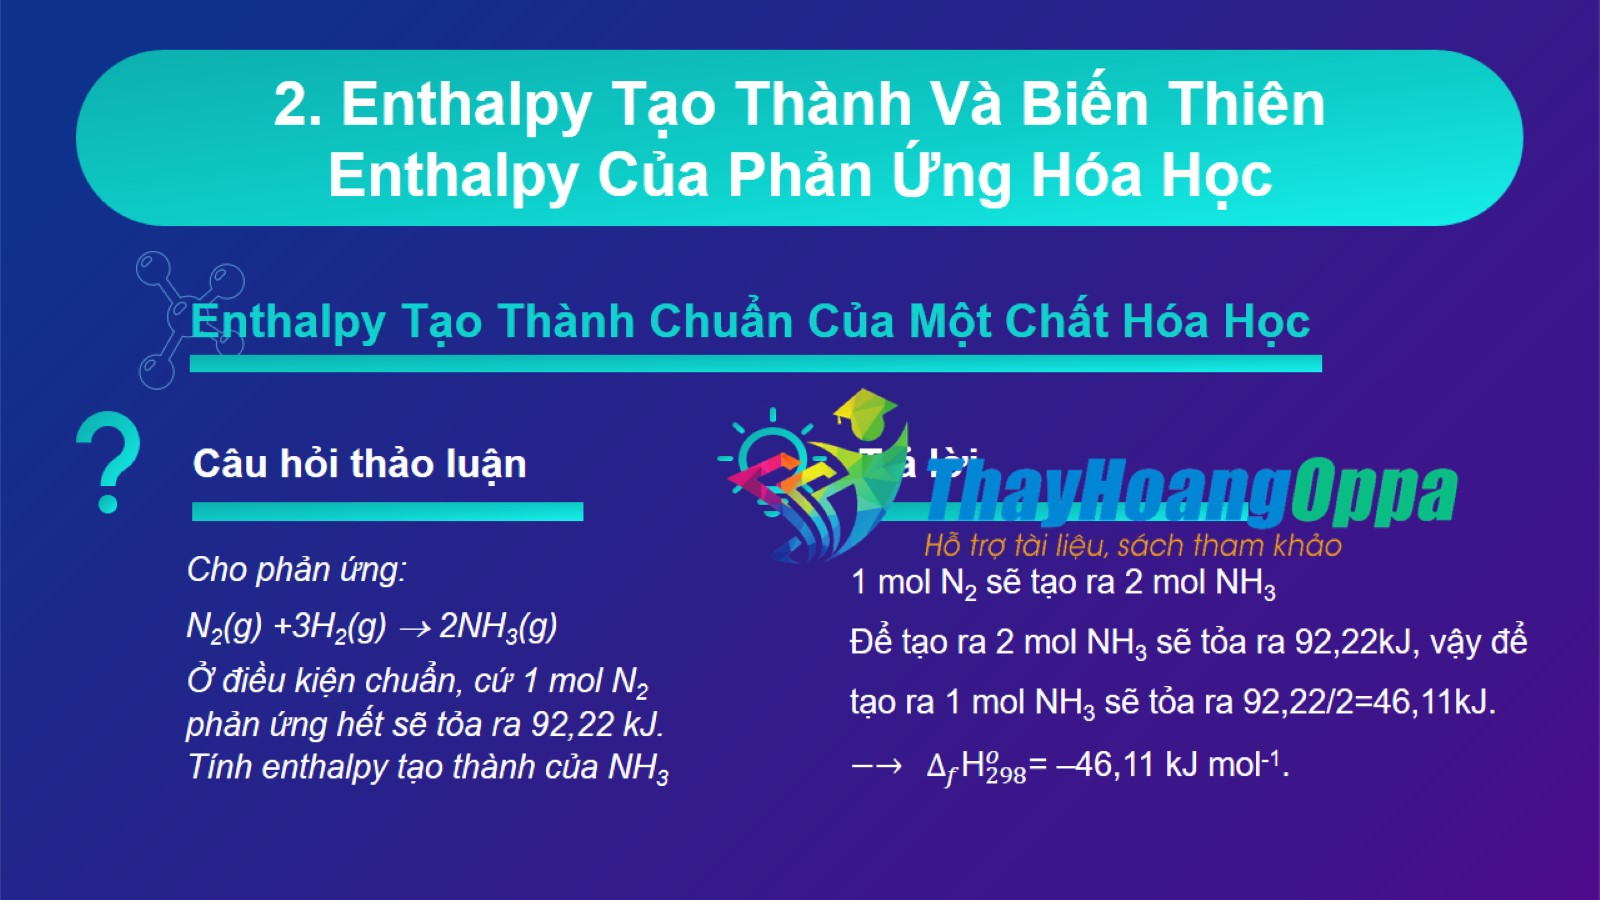 2. Enthalpy Tạo Thành Và Biến Thiên
Enthalpy Của Phản Ứng Hóa Học
Enthalpy Tạo Thành Chuẩn Của Một Chất Hóa Học
?
Câu hỏi thảo luận
Cho phản ứng:
N₂(g) +3H₂(g) → 2NH₃(g)
Ở điều kiện chuẩn, cứ 1 mol N₂
phản ứng hết sẽ tỏa ra 92,22 kJ.
Tính enthalpy tạo thành của NH₃
Trả lời
ThayHoangOppa
Hỗ trợ tài liệu, sách tham khảo
1 mol N₂ sẽ tạo ra 2 mol NH₃
Để tạo ra 2 mol NH₃ sẽ tỏa ra 92,22kJ, vậy để
tạo ra 1 mol NH₃ sẽ tỏa ra 92,22/2=46,11kJ.
−→ Δ_fH°₂₉₈= –46,11 kJ mol⁻¹.